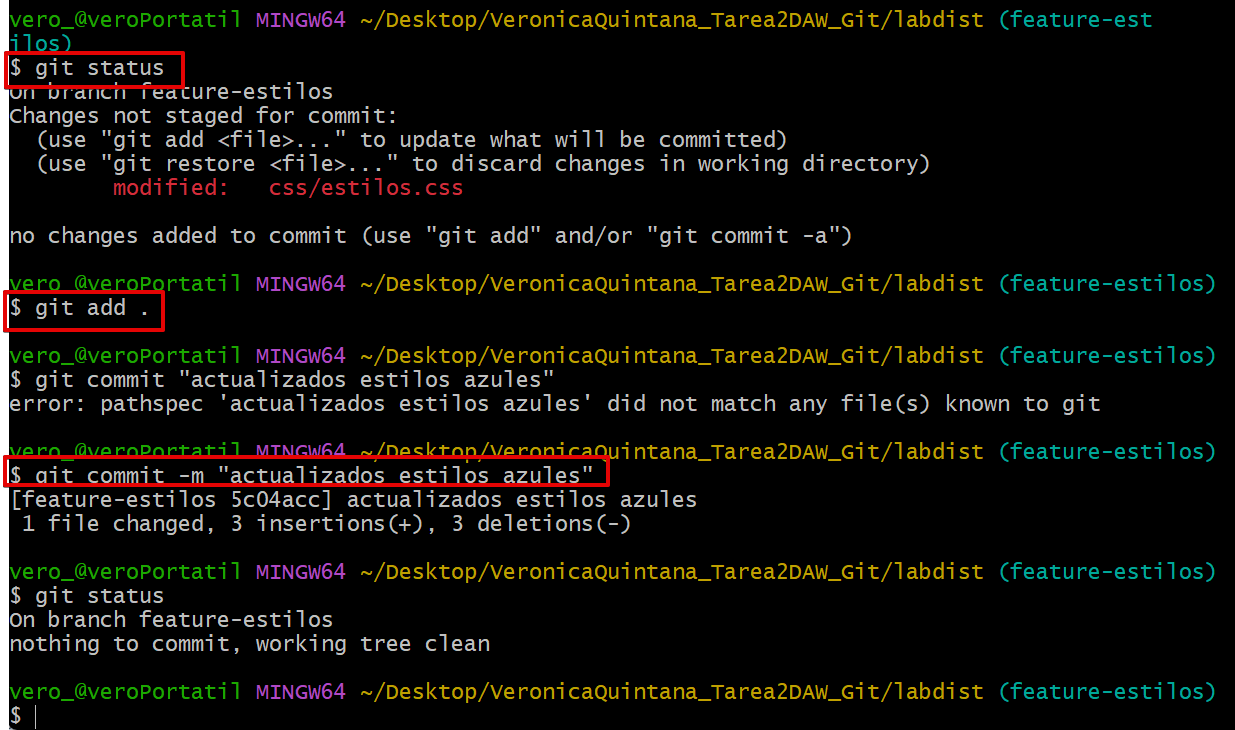 vero_@veroPortatil MINGW64 ~/Desktop/VeronicaQuintana_Tarea2DAW_Git/labdist (feature-est
ilos)
$ git status
On branch feature-estilos
Changes not staged for commit:
  (use "git add <file>..." to update what will be committed)
  (use "git restore <file>..." to discard changes in working directory)
        modified:   css/estilos.css

no changes added to commit (use "git add" and/or "git commit -a")

vero_@veroPortatil MINGW64 ~/Desktop/VeronicaQuintana_Tarea2DAW_Git/labdist (feature-estilos)
$ git add .

vero_@veroPortatil MINGW64 ~/Desktop/VeronicaQuintana_Tarea2DAW_Git/labdist (feature-estilos)
$ git commit "actualizados estilos azules"
error: pathspec 'actualizados estilos azules' did not match any file(s) known to git

vero_@veroPortatil MINGW64 ~/Desktop/VeronicaQuintana_Tarea2DAW_Git/labdist (feature-estilos)
$ git commit -m "actualizados estilos azules"
[feature-estilos 5c04acc] actualizados estilos azules
 1 file changed, 3 insertions(+), 3 deletions(-)

vero_@veroPortatil MINGW64 ~/Desktop/VeronicaQuintana_Tarea2DAW_Git/labdist (feature-estilos)
$ git status
On branch feature-estilos
nothing to commit, working tree clean

vero_@veroPortatil MINGW64 ~/Desktop/VeronicaQuintana_Tarea2DAW_Git/labdist (feature-estilos)
$